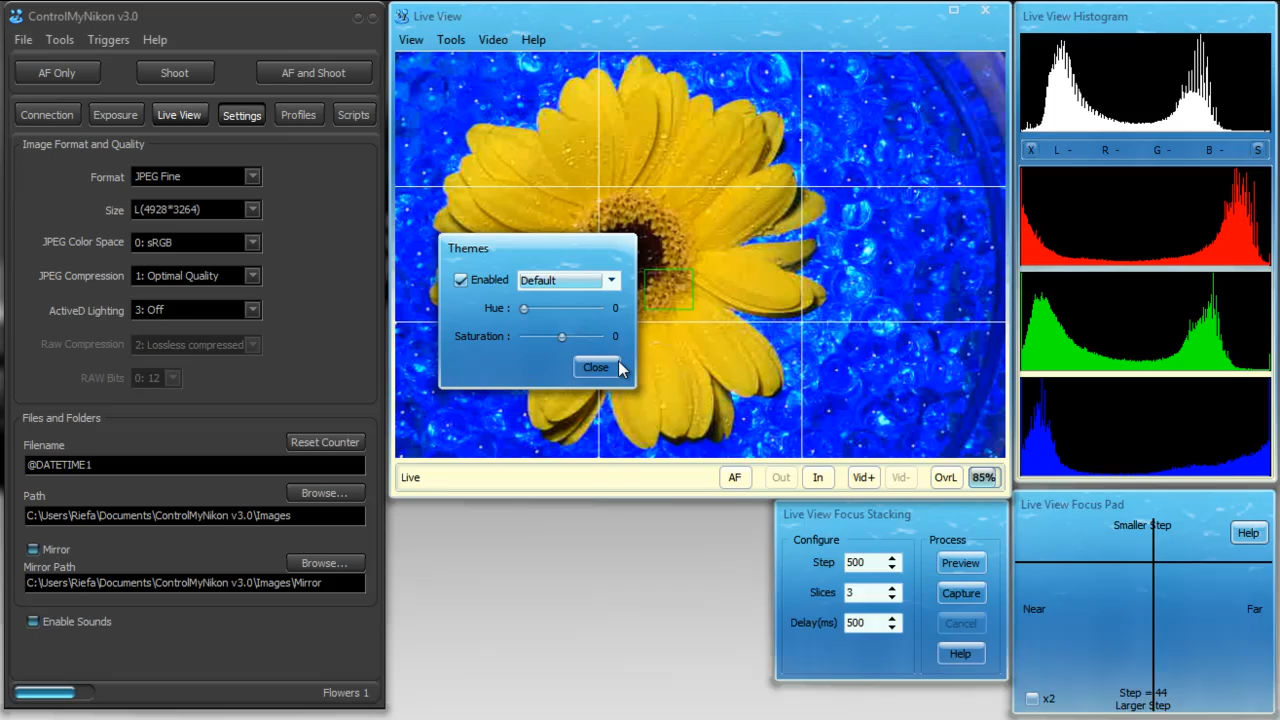 ControlMyNikon v3.0
File Tools Triggers Help
AF Only Shoot AF and Shoot
Connection Exposure Live View Settings Profiles Scripts
Image Format and Quality
Format JPEG Fine
Size L(4928*3264)
JPEG Color Space 0: sRGB
JPEG Compression 1: Optimal Quality
ActiveD Lighting 3: Off
Raw Compression 2: Lossless compressed
RAW Bits 0: 12
Files and Folders
Filename Reset Counter
@DATETIME1
Path Browse...
C:\Users\Riefa\Documents\ControlMyNikon v3.0\Images
Mirror
Mirror Path Browse...
C:\Users\Riefa\Documents\ControlMyNikon v3.0\Images\Mirror
Enable Sounds
Flowers 1
Live View
View Tools Video Help
Themes
Enabled Default
Hue : 0
Saturation : 0
Close
Live AF Out In Vid+ Vid- OvrL 85%
Live View Focus Stacking
Configure Process
Step 500 Preview
Slices 3 Capture
Delay(ms) 500 Cancel
Help
Live View Histogram
X L - R - G - B - S
Live View Focus Pad
Smaller Step
Help
Near Far
x2 Step = 44
Larger Step